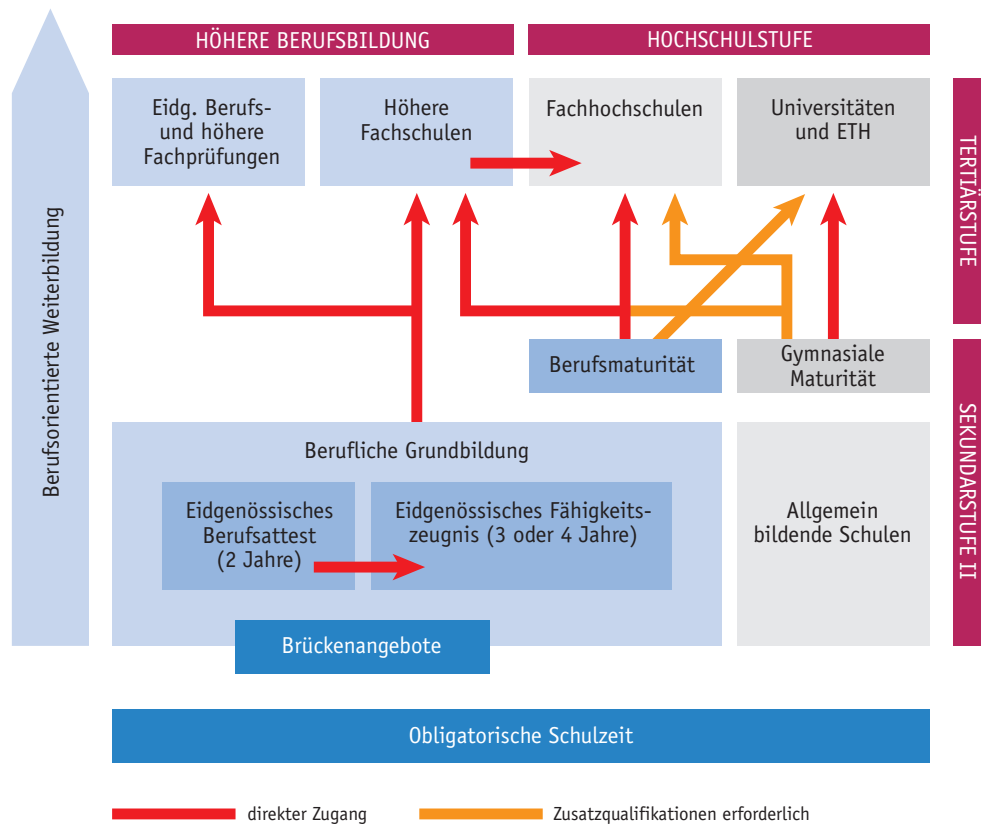 HÖHERE BERUFSBILDUNG
HOCHSCHULSTUFE
Eidg. Berufs-
und höhere
Fachprüfungen
Höhere
Fachschulen
Fachhochschulen
Universitäten
und ETH
TERTIÄRSTUFE
Berufsorientierte Weiterbildung
Berufsmaturität
Gymnasiale
Maturität
SEKUNDARSTUFE II
Berufliche Grundbildung
Eidgenössisches
Berufsattest
(2 Jahre)
Eidgenössisches Fähigkeits-
zeugnis (3 oder 4 Jahre)
Allgemein
bildende Schulen
Brückenangebote
Obligatorische Schulzeit
direkter Zugang
Zusatzqualifikationen erforderlich